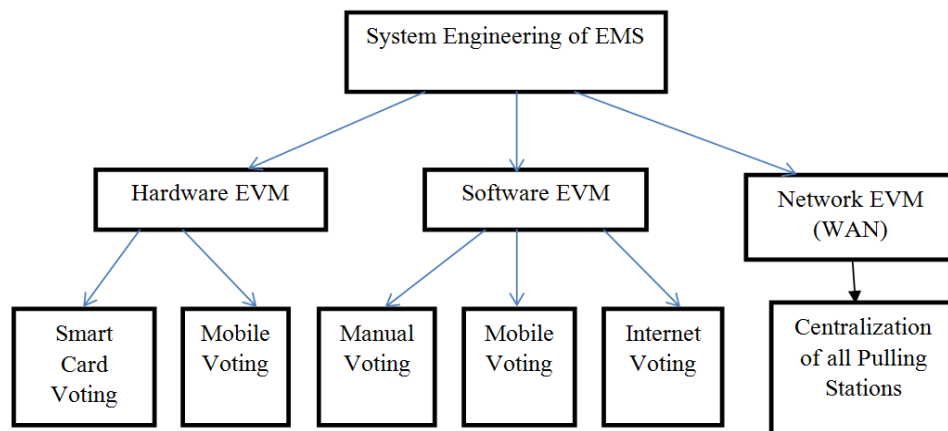 System Engineering of EMS
Hardware EVM
Software EVM
Network EVM
(WAN)
Smart
Card
Voting
Mobile
Voting
Manual
Voting
Mobile
Voting
Internet
Voting
Centralization
of all Pulling
Stations